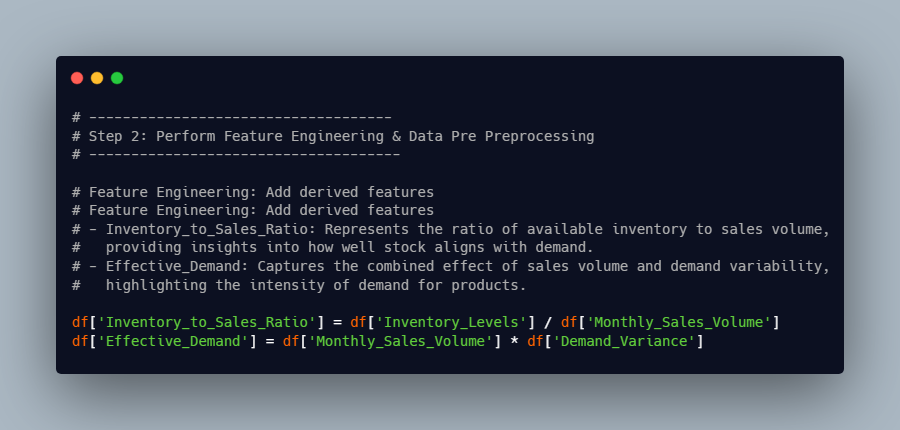 # ------------------------------------
# Step 2: Perform Feature Engineering & Data Pre Preprocessing
# -------------------------------------
# Feature Engineering: Add derived features
# Feature Engineering: Add derived features
# - Inventory_to_Sales_Ratio: Represents the ratio of available inventory to sales volume,
#   providing insights into how well stock aligns with demand.
# - Effective_Demand: Captures the combined effect of sales volume and demand variability,
#   highlighting the intensity of demand for products.
df['Inventory_to_Sales_Ratio'] = df['Inventory_Levels'] / df['Monthly_Sales_Volume']
df['Effective_Demand'] = df['Monthly_Sales_Volume'] * df['Demand_Variance']